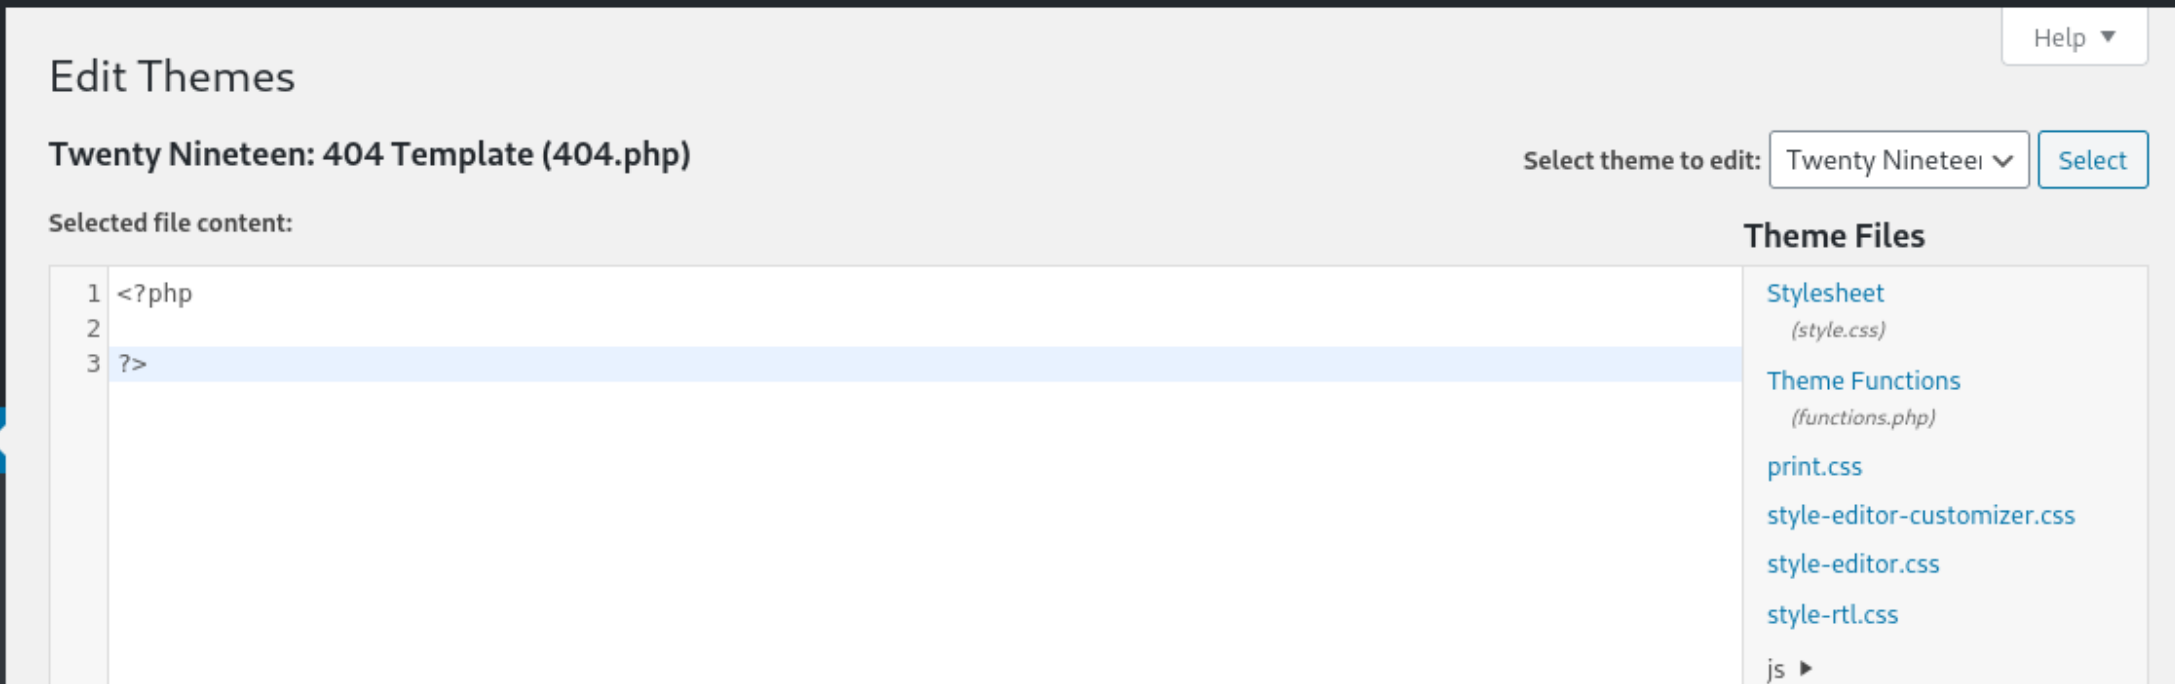 Help
Edit Themes
Twenty Nineteen: 404 Template (404.php)
Select theme to edit: Twenty Nineteen Select
Selected file content:
Theme Files
1 <?php
2
3 ?>
Stylesheet
(style.css)
Theme Functions
(functions.php)
print.css
style-editor-customizer.css
style-editor.css
style-rtl.css
js